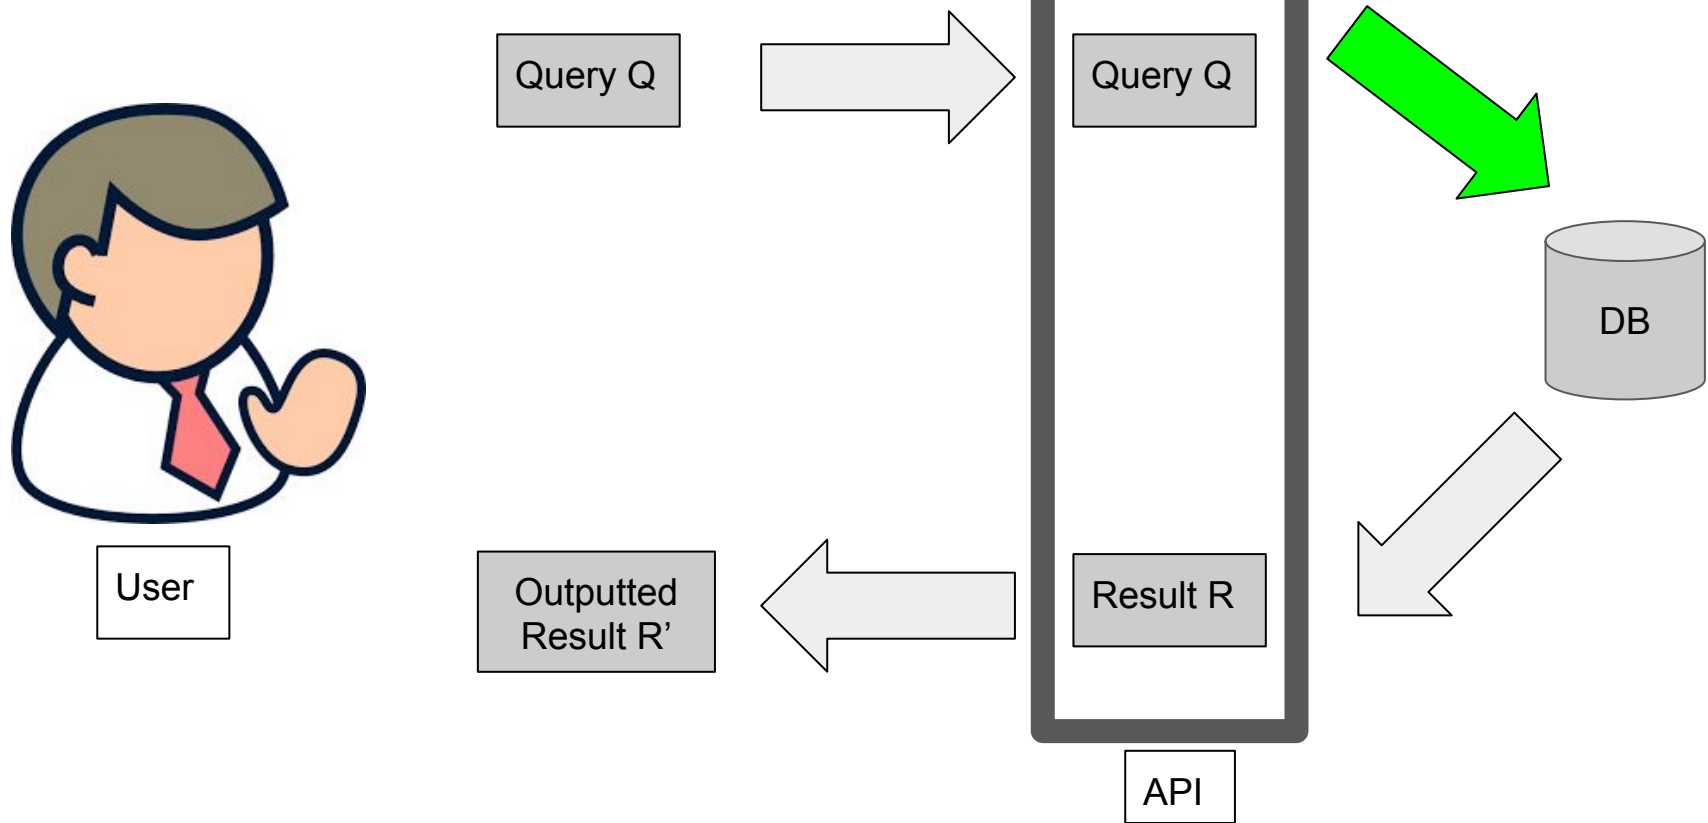 Query Q
Query Q
DB
User
Outputted
Result R’
Result R
API